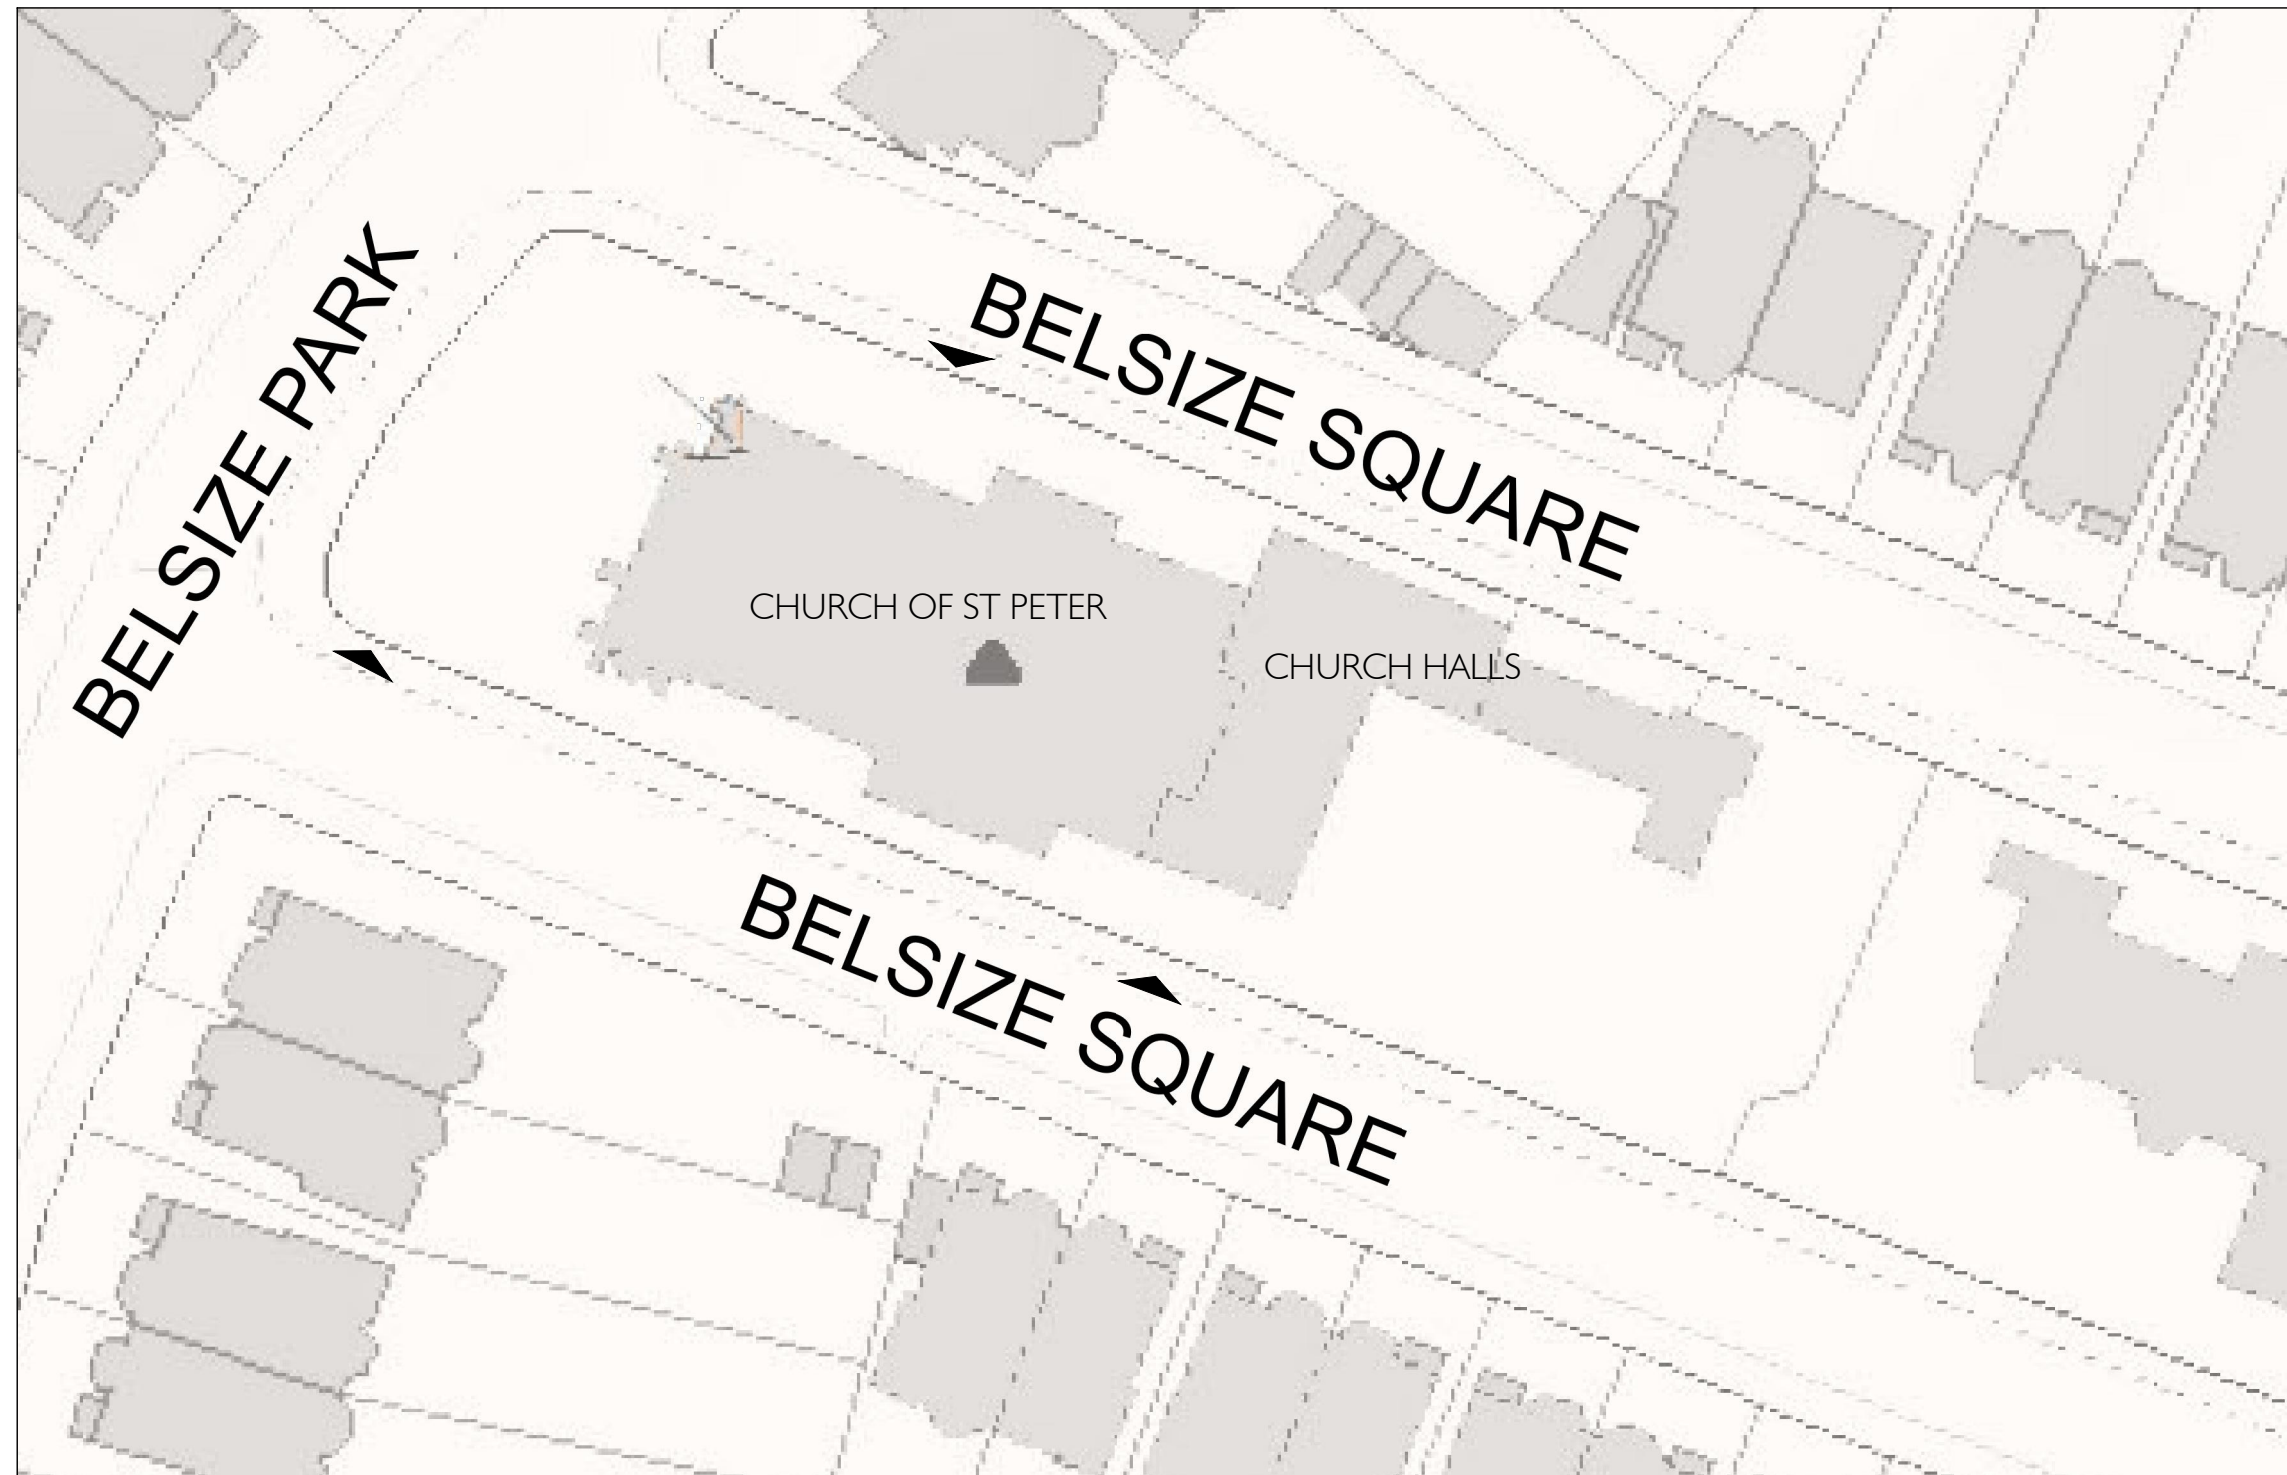 BELSIZE PARK
BELSIZE SQUARE
CHURCH OF ST PETER
CHURCH HALLS
BELSIZE SQUARE